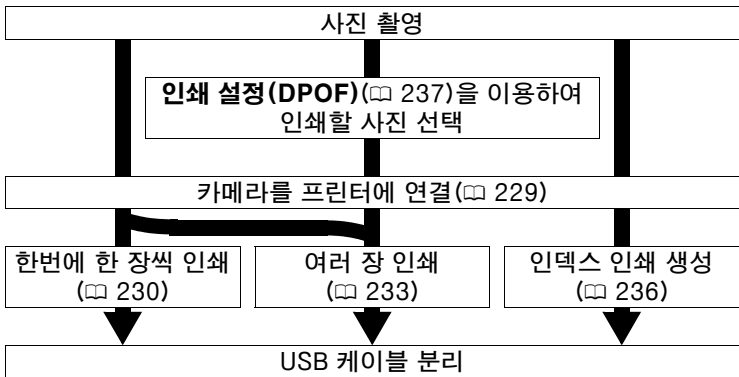 사진 촬영
인쇄 설정(DPOF)(🕮 237)을 이용하여
인쇄할 사진 선택
카메라를 프린터에 연결(🕮 229)
한번에 한 장씩 인쇄
(🕮 230)
여러 장 인쇄
(🕮 233)
인덱스 인쇄 생성
(🕮 236)
USB 케이블 분리